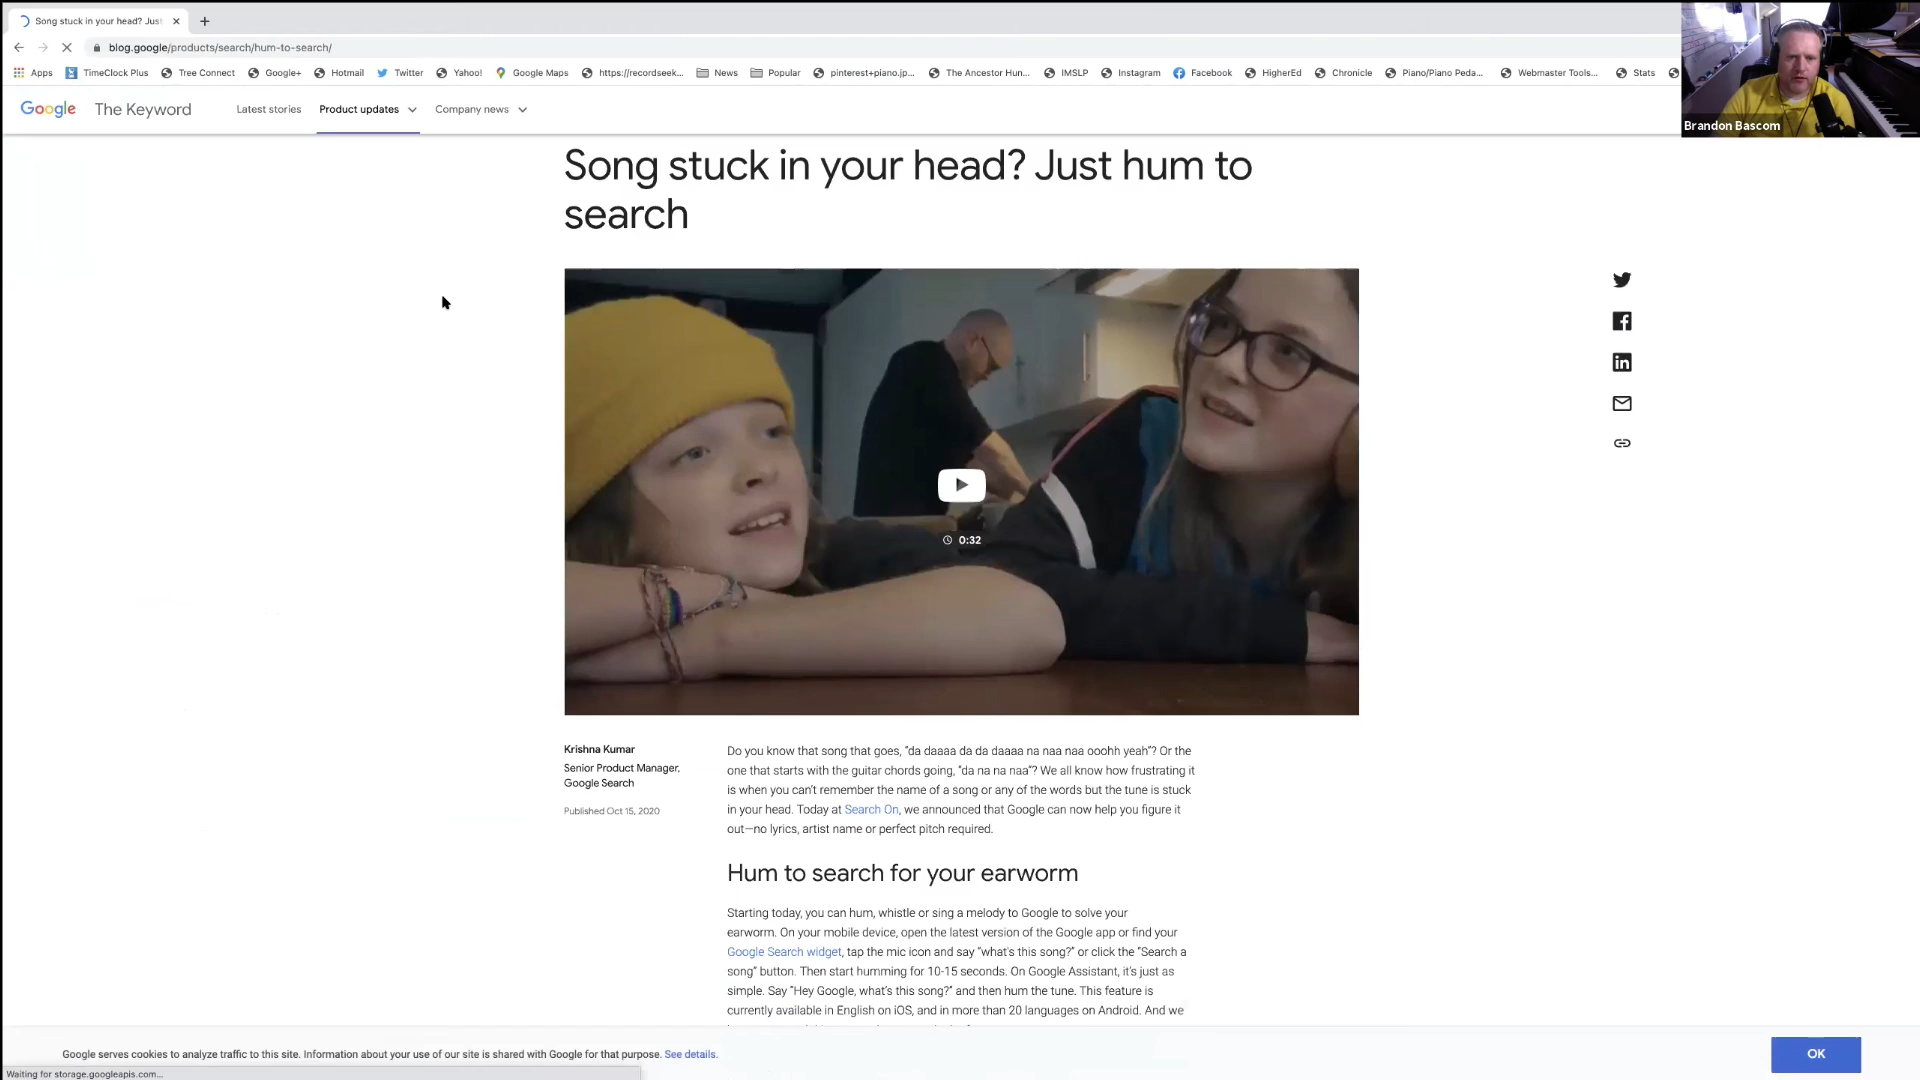 Song stuck in your head? Just
blog.google/products/search/hum-to-search/
Apps TimeClock Plus Tree Connect Google+ Hotmail Twitter Yahoo! Google Maps https://recordseek... News Popular pinterest+piano.jp... The Ancestor Hun... IMSLP Instagram Facebook HigherEd Chronicle Piano/Piano Peda... Webmaster Tools... Stats
Brandon Bascom
Google The Keyword Latest stories Product updates Company news
Song stuck in your head? Just hum to
search
0:32
Krishna Kumar
Senior Product Manager,
Google Search
Published Oct 15, 2020
Do you know that song that goes, “da daaaa da da daaaa na naa naa ooohh yeah”? Or the
one that starts with the guitar chords going, “da na na naa”? We all know how frustrating it
is when you can’t remember the name of a song or any of the words but the tune is stuck
in your head. Today at Search On, we announced that Google can now help you figure it
out—no lyrics, artist name or perfect pitch required.
Hum to search for your earworm
Starting today, you can hum, whistle or sing a melody to Google to solve your
earworm. On your mobile device, open the latest version of the Google app or find your
Google Search widget, tap the mic icon and say “what's this song?” or click the “Search a
song” button. Then start humming for 10-15 seconds. On Google Assistant, it’s just as
simple. Say “Hey Google, what’s this song?” and then hum the tune. This feature is
currently available in English on iOS, and in more than 20 languages on Android. And we
Google serves cookies to analyze traffic to this site. Information about your use of our site is shared with Google for that purpose. See details.
OK
Waiting for storage.googleapis.com...